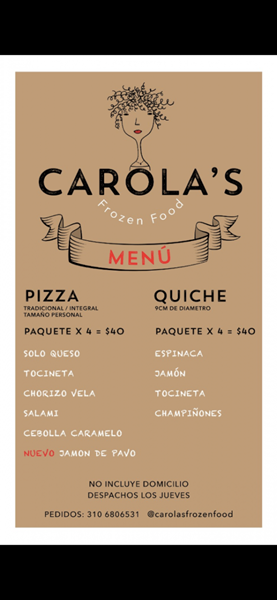 CAROLA'S
Frozen Food
MENÚ
PIZZA
TRADICIONAL / INTEGRAL
TAMAÑO PERSONAL
PAQUETE X 4 = $40
SOLO QUESO
TOCINETA
CHORIZO VELA
SALAMI
CEBOLLA CARAMELO
NUEVO JAMON DE PAVO
QUICHE
9CM DE DIAMETRO
PAQUETE X 4 = $40
ESPINACA
JAMÓN
TOCINETA
CHAMPIÑONES
NO INCLUYE DOMICILIO
DESPACHOS LOS JUEVES
PEDIDOS: 310 6806531 @carolasfrozenfood